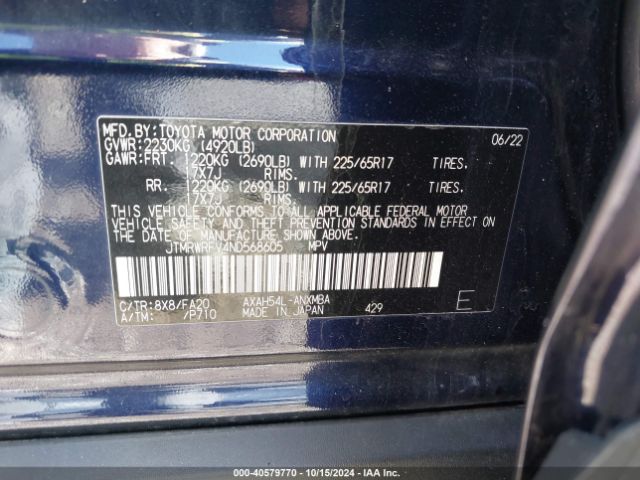 MFD.BY:TOYOTA MOTOR CORPORATION 06/22
GVWR:2230KG (4920LB)
GAWR:FRT. 1220KG (2690LB) WITH 225/65R17 TIRES.
17X7J RIMS.
RR. 1220KG (2690LB) WITH 225/65R17 TIRES.
17X7J RIMS.
THIS VEHICLE CONFORMS TO ALL APPLICABLE FEDERAL MOTOR
VEHICLE SAFETY AND THEFT PREVENTION STANDARDS IN EFFECT
ON THE DATE OF MANUFACTURE SHOWN ABOVE.
JTMRWRFV4ND568605 MPV
C/TR:8X8/FA20 AXAH54L-ANXMBA E
A/TM: /P710 MADE IN JAPAN 429
000-40579770 - 10/15/2024 - IAA Inc.